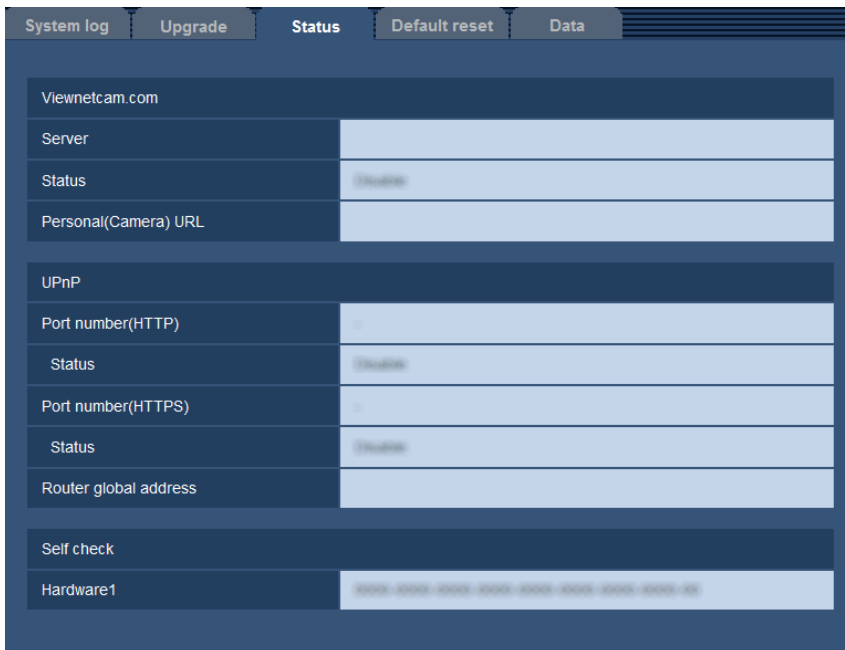 System log Upgrade Status Default reset Data
Viewnetcam.com
Server
Status
Personal(Camera) URL
UPnP
Port number(HTTP)
Status
Port number(HTTPS)
Status
Router global address
Self check
Hardware1